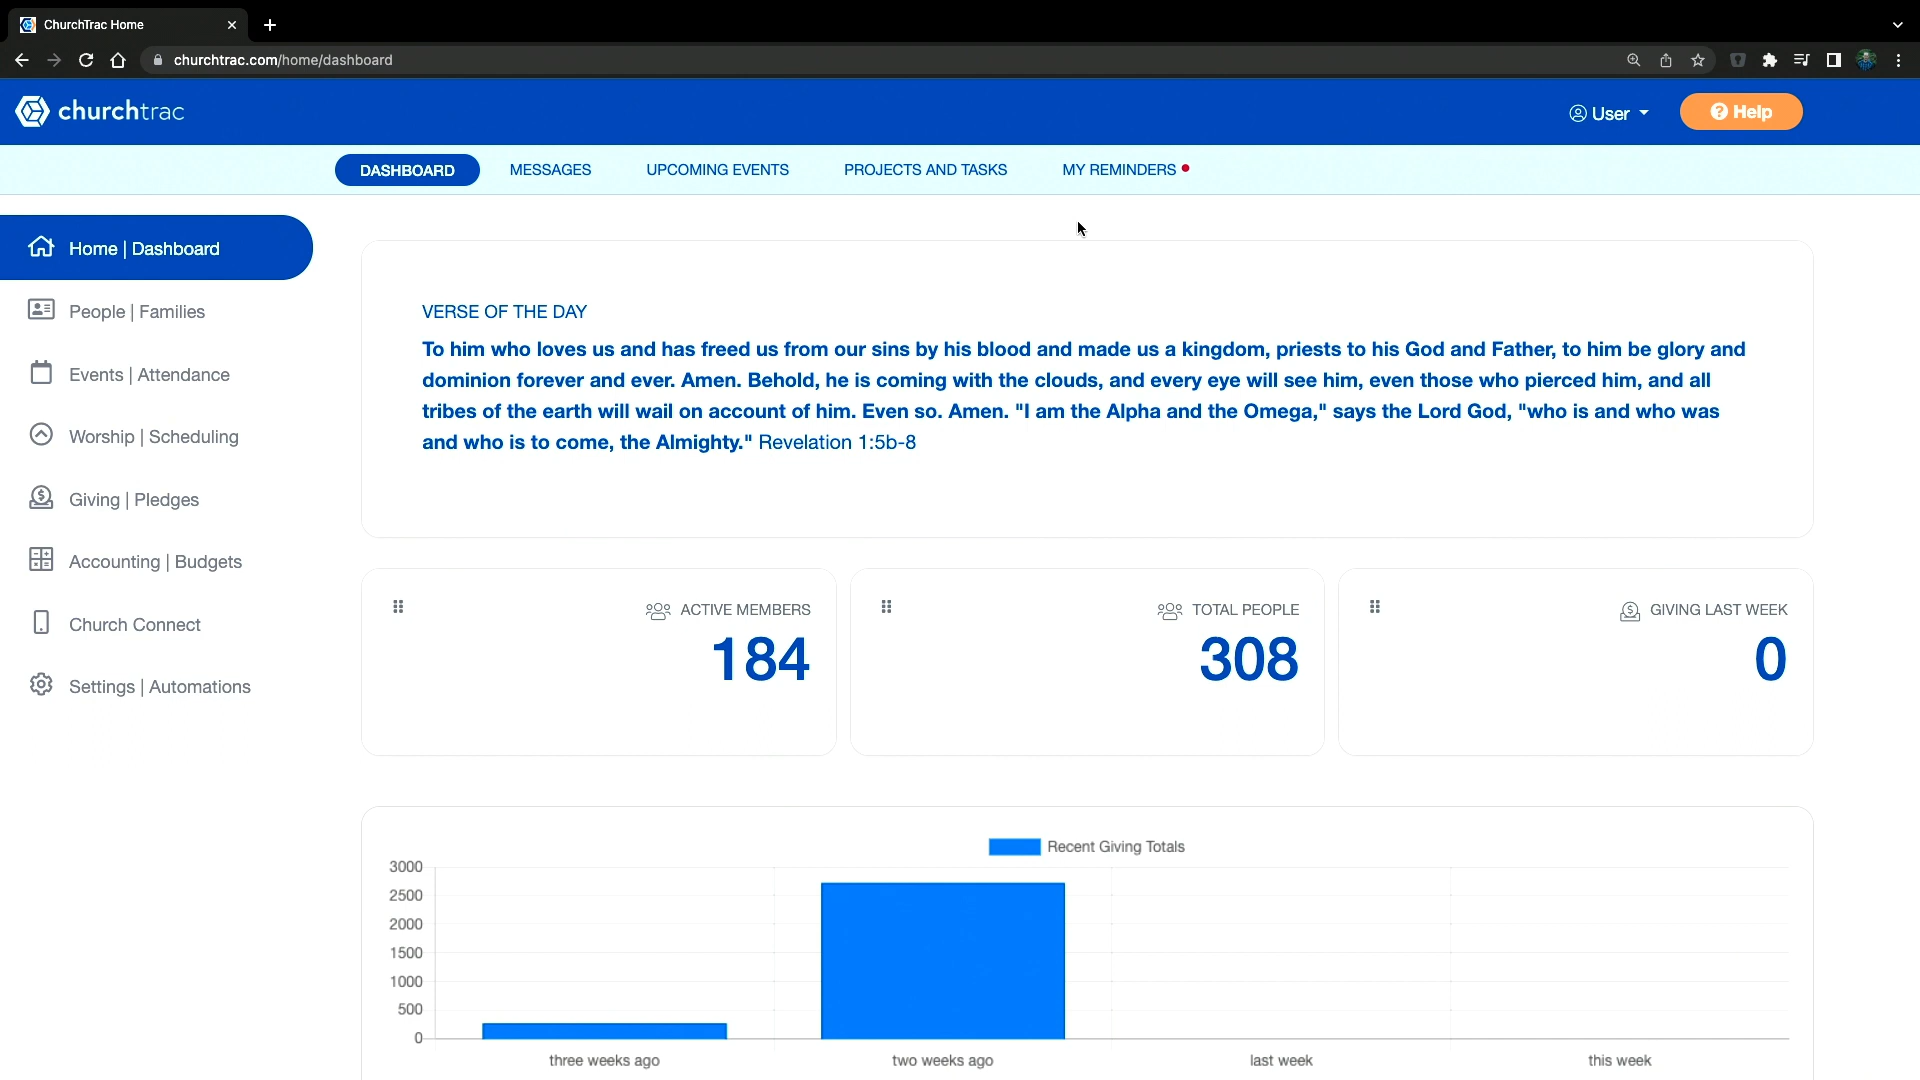 ChurchTrac Home
churchtrac.com/home/dashboard
churchtrac
User
Help
DASHBOARD
MESSAGES
UPCOMING EVENTS
PROJECTS AND TASKS
MY REMINDERS
Home | Dashboard
People | Families
Events | Attendance
Worship | Scheduling
Giving | Pledges
Accounting | Budgets
Church Connect
Settings | Automations
VERSE OF THE DAY
To him who loves us and has freed us from our sins by his blood and made us a kingdom, priests to his God and Father, to him be glory and
dominion forever and ever. Amen. Behold, he is coming with the clouds, and every eye will see him, even those who pierced him, and all
tribes of the earth will wail on account of him. Even so. Amen. "I am the Alpha and the Omega," says the Lord God, "who is and who was
and who is to come, the Almighty." Revelation 1:5b-8
ACTIVE MEMBERS
184
TOTAL PEOPLE
308
GIVING LAST WEEK
0
Recent Giving Totals
3000
2500
2000
1500
1000
500
0
three weeks ago
two weeks ago
last week
this week